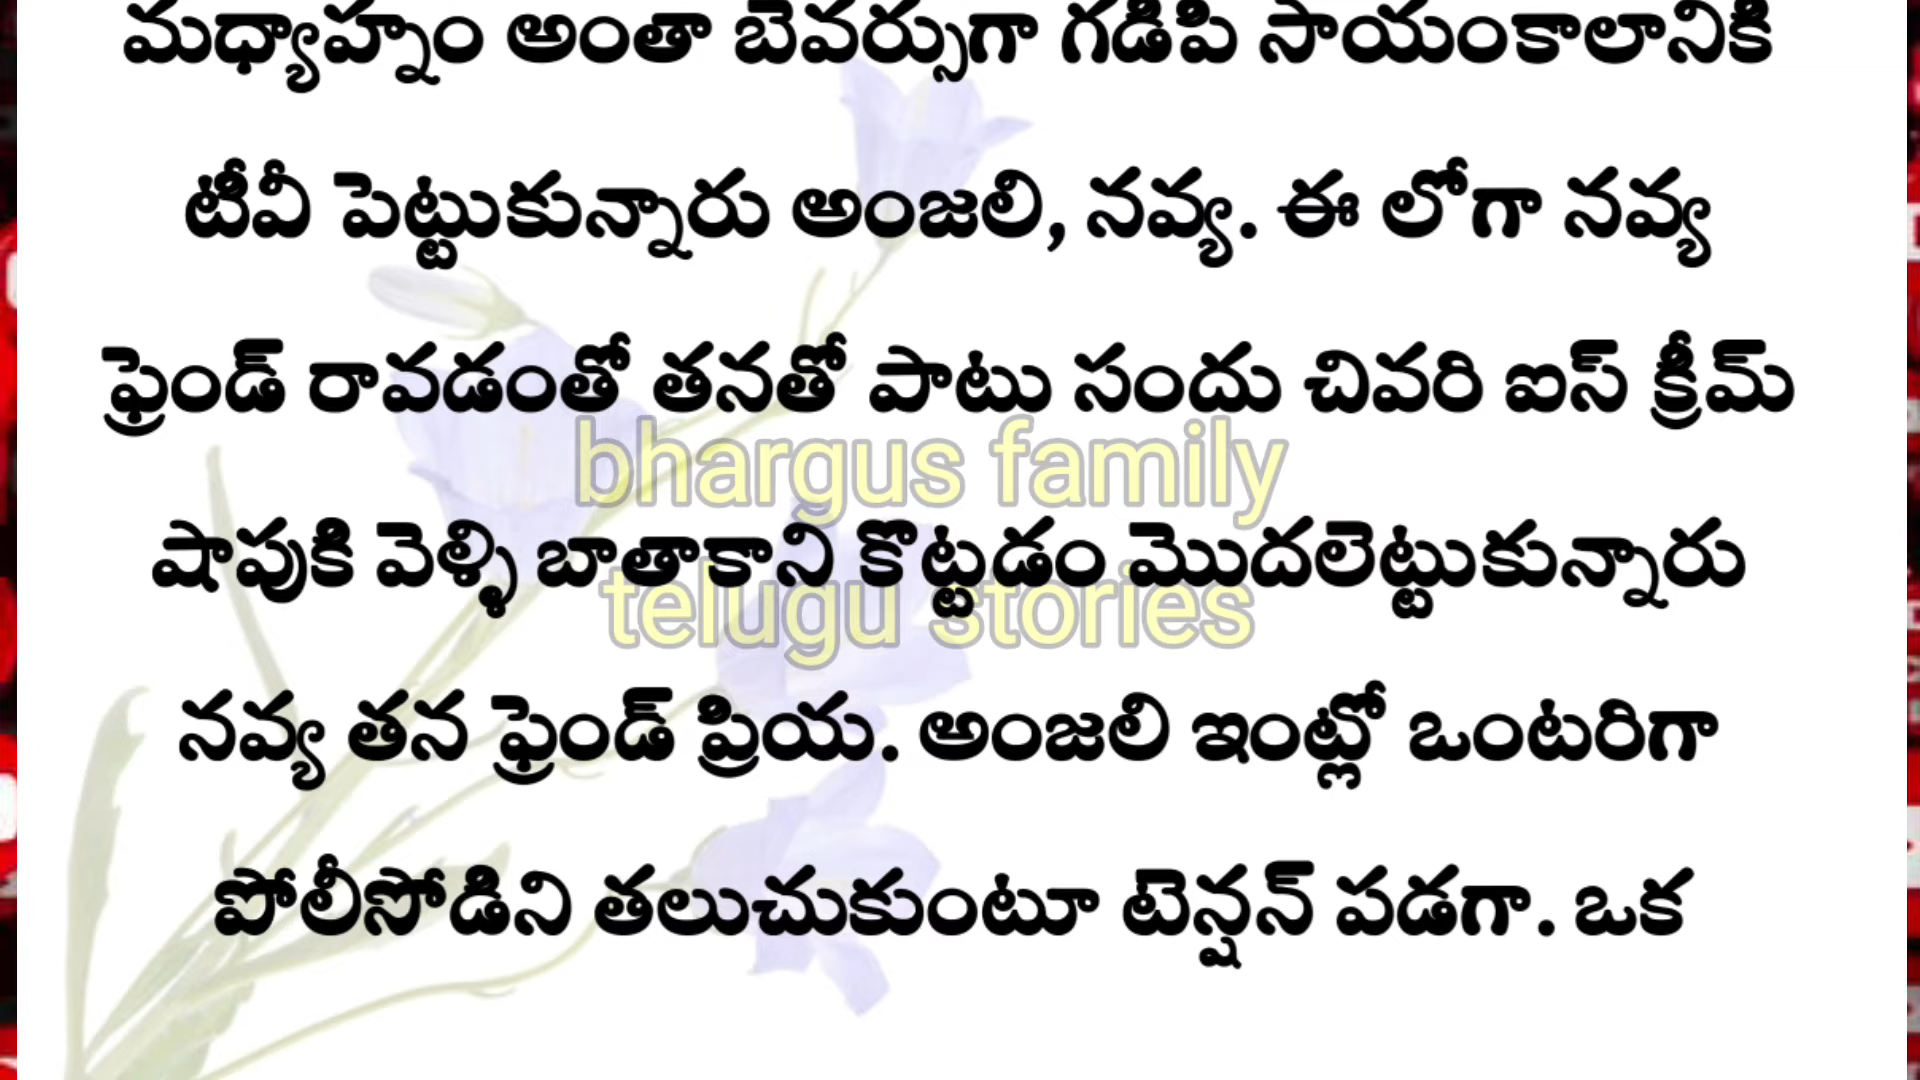 మధ్యాహ్నం అంతా బేవర్సుగా గడిపి సాయంకాలానికి
టీవీ పెట్టుకున్నారు అంజలి, నవ్య. ఈ లోగా నవ్య
ఫ్రెండ్ రావడంతో తనతో పాటు సందు చివరి ఐస్ క్రీమ్
bhargus family
షాపుకి వెళ్ళి బాతాకాని కొట్టడం మొదలెట్టుకున్నారు
telugu stories
నవ్య తన ఫ్రెండ్ ప్రియ. అంజలి ఇంట్లో ఒంటరిగా
పోలీసోడిని తలుచుకుంటూ టెన్షన్ పడగా. ఒక